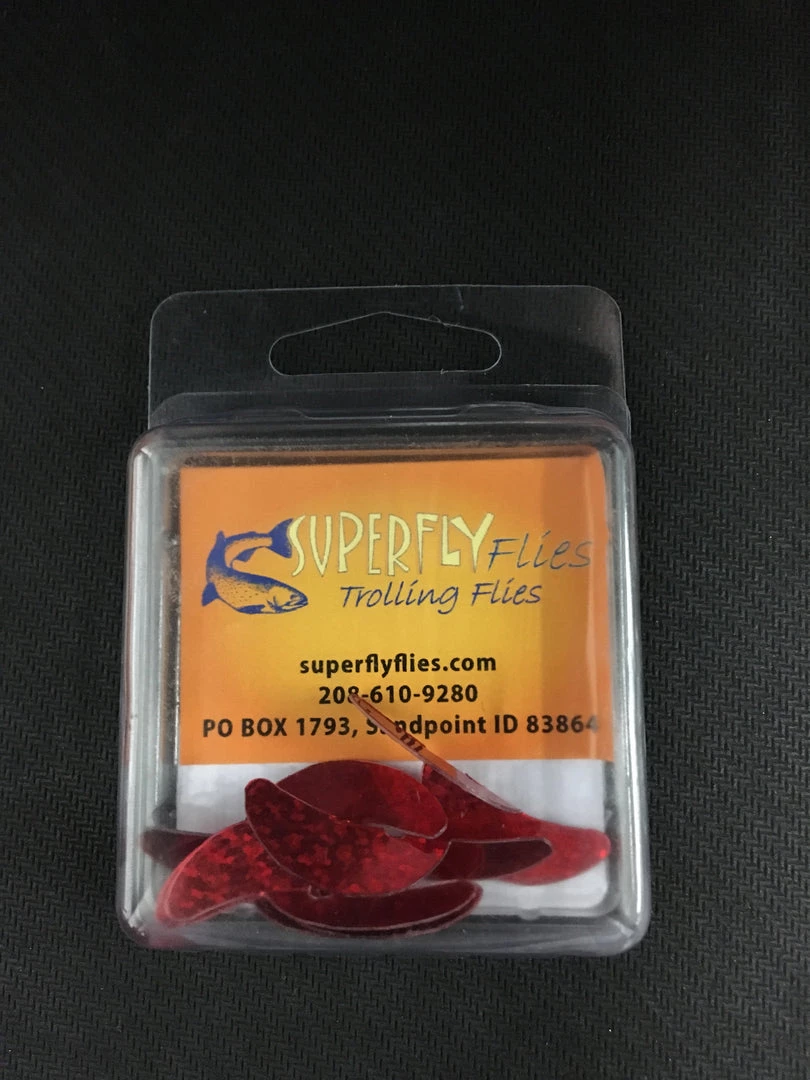 SUPERFLY Flies
Trolling Flies
superflyflies.com
208-610-9280
PO BOX 1793, Sandpoint ID 83864